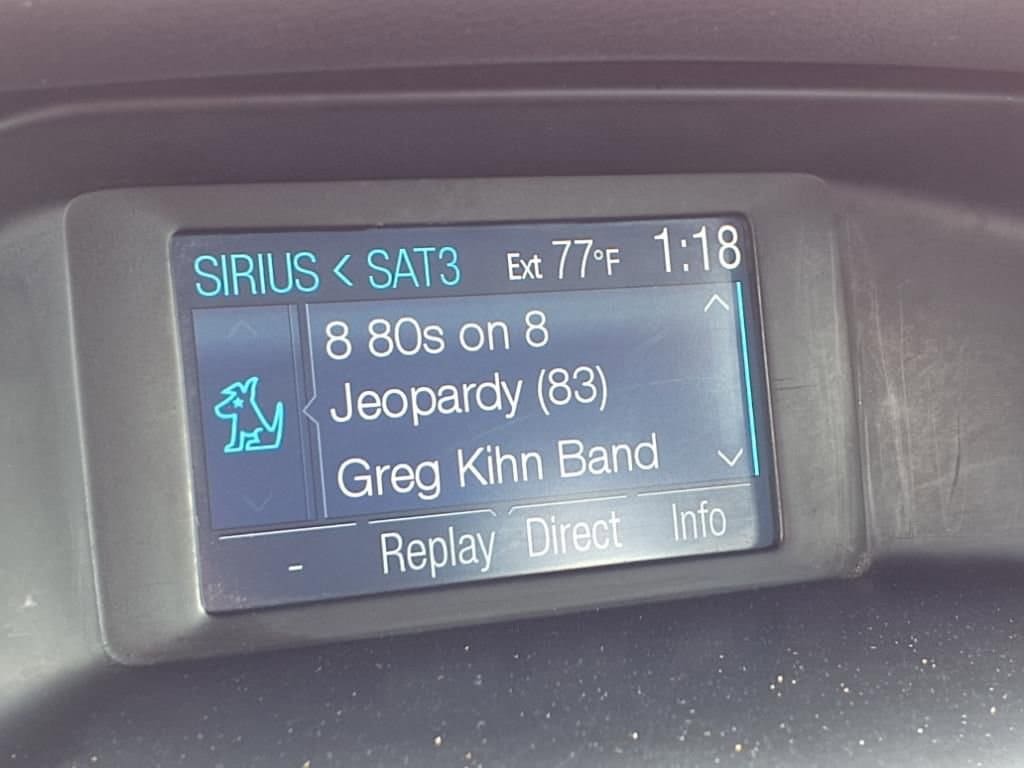 SIRIUS < SAT3 Ext 77°F 1:18
8 80s on 8
Jeopardy (83)
Greg Kihn Band
- Replay Direct Info